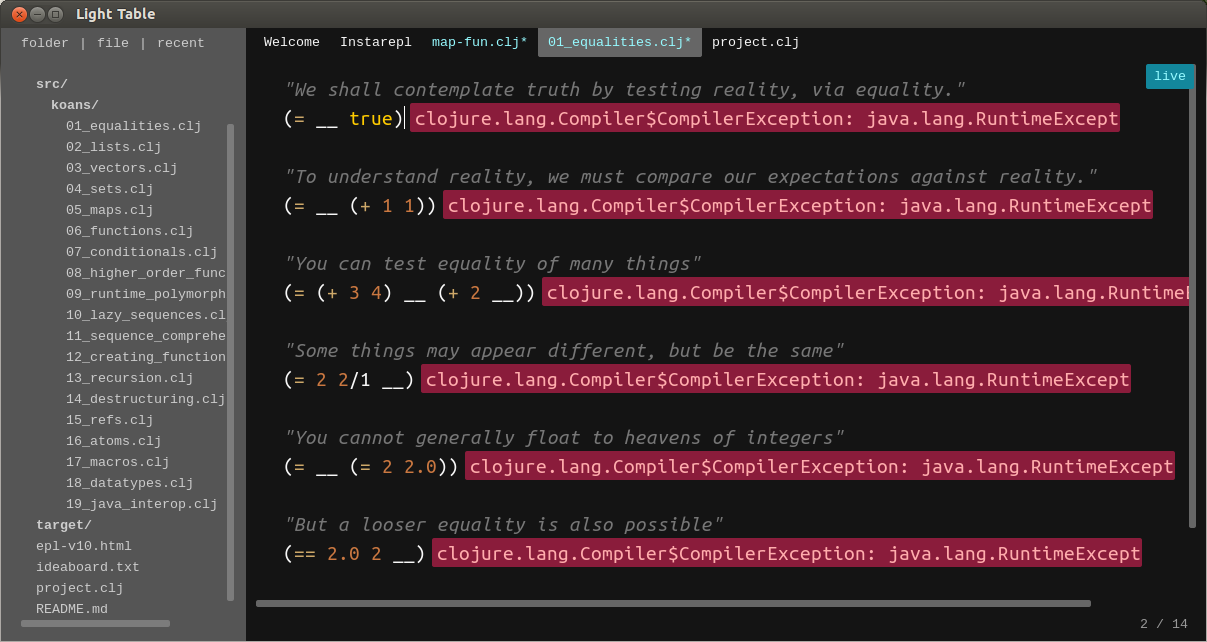 Light Table
folder | file | recent
Welcome Instarepl map-fun.clj* 01_equalities.clj* project.clj
src/
koans/
01_equalities.clj
02_lists.clj
03_vectors.clj
04_sets.clj
05_maps.clj
06_functions.clj
07_conditionals.clj
08_higher_order_func
09_runtime_polymorph
10_lazy_sequences.cl
11_sequence_comprehe
12_creating_function
13_recursion.clj
14_destructuring.clj
15_refs.clj
16_atoms.clj
17_macros.clj
18_datatypes.clj
19_java_interop.clj
target/
epl-v10.html
ideaboard.txt
project.clj
README.md
live
"We shall contemplate truth by testing reality, via equality."
(= __ true) clojure.lang.Compiler$CompilerException: java.lang.RuntimeExcept
"To understand reality, we must compare our expectations against reality."
(= __ (+ 1 1)) clojure.lang.Compiler$CompilerException: java.lang.RuntimeExcept
"You can test equality of many things"
(= (+ 3 4) __ (+ 2 __)) clojure.lang.Compiler$CompilerException: java.lang.RuntimeE
"Some things may appear different, but be the same"
(= 2 2/1 __) clojure.lang.Compiler$CompilerException: java.lang.RuntimeExcept
"You cannot generally float to heavens of integers"
(= __ (= 2 2.0)) clojure.lang.Compiler$CompilerException: java.lang.RuntimeExcept
"But a looser equality is also possible"
(== 2.0 2 __) clojure.lang.Compiler$CompilerException: java.lang.RuntimeExcept
2 / 14